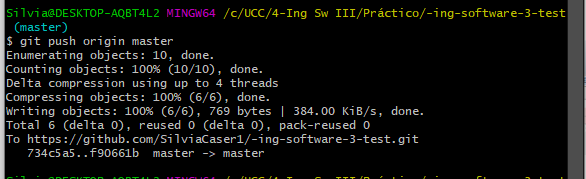 Silvia@DESKTOP-AQBT4L2 MINGW64 /c/UCC/4-Ing Sw III/Práctico/-ing-software-3-test
(master)
$ git push origin master
Enumerating objects: 10, done.
Counting objects: 100% (10/10), done.
Delta compression using up to 4 threads
Compressing objects: 100% (6/6), done.
Writing objects: 100% (6/6), 769 bytes | 384.00 KiB/s, done.
Total 6 (delta 0), reused 0 (delta 0), pack-reused 0
To https://github.com/SilviaCaser1/-ing-software-3-test.git
734c5a5..f90661b master -> master
Silvia@DESKTOP-AQBT4L2 MINGW64 /c/UCC/4-Ing Sw III/Práctico/-ing-software-3-test